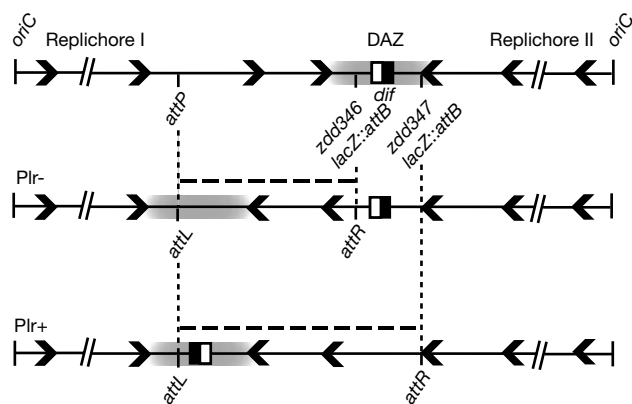 oriC
Replichore I
DAZ
Replichore II
oriC
attP
zdd346
lacZ::attB
dif
zdd347
lacZ::attB
Plr-
attL
attR
Plr+
attL
attR